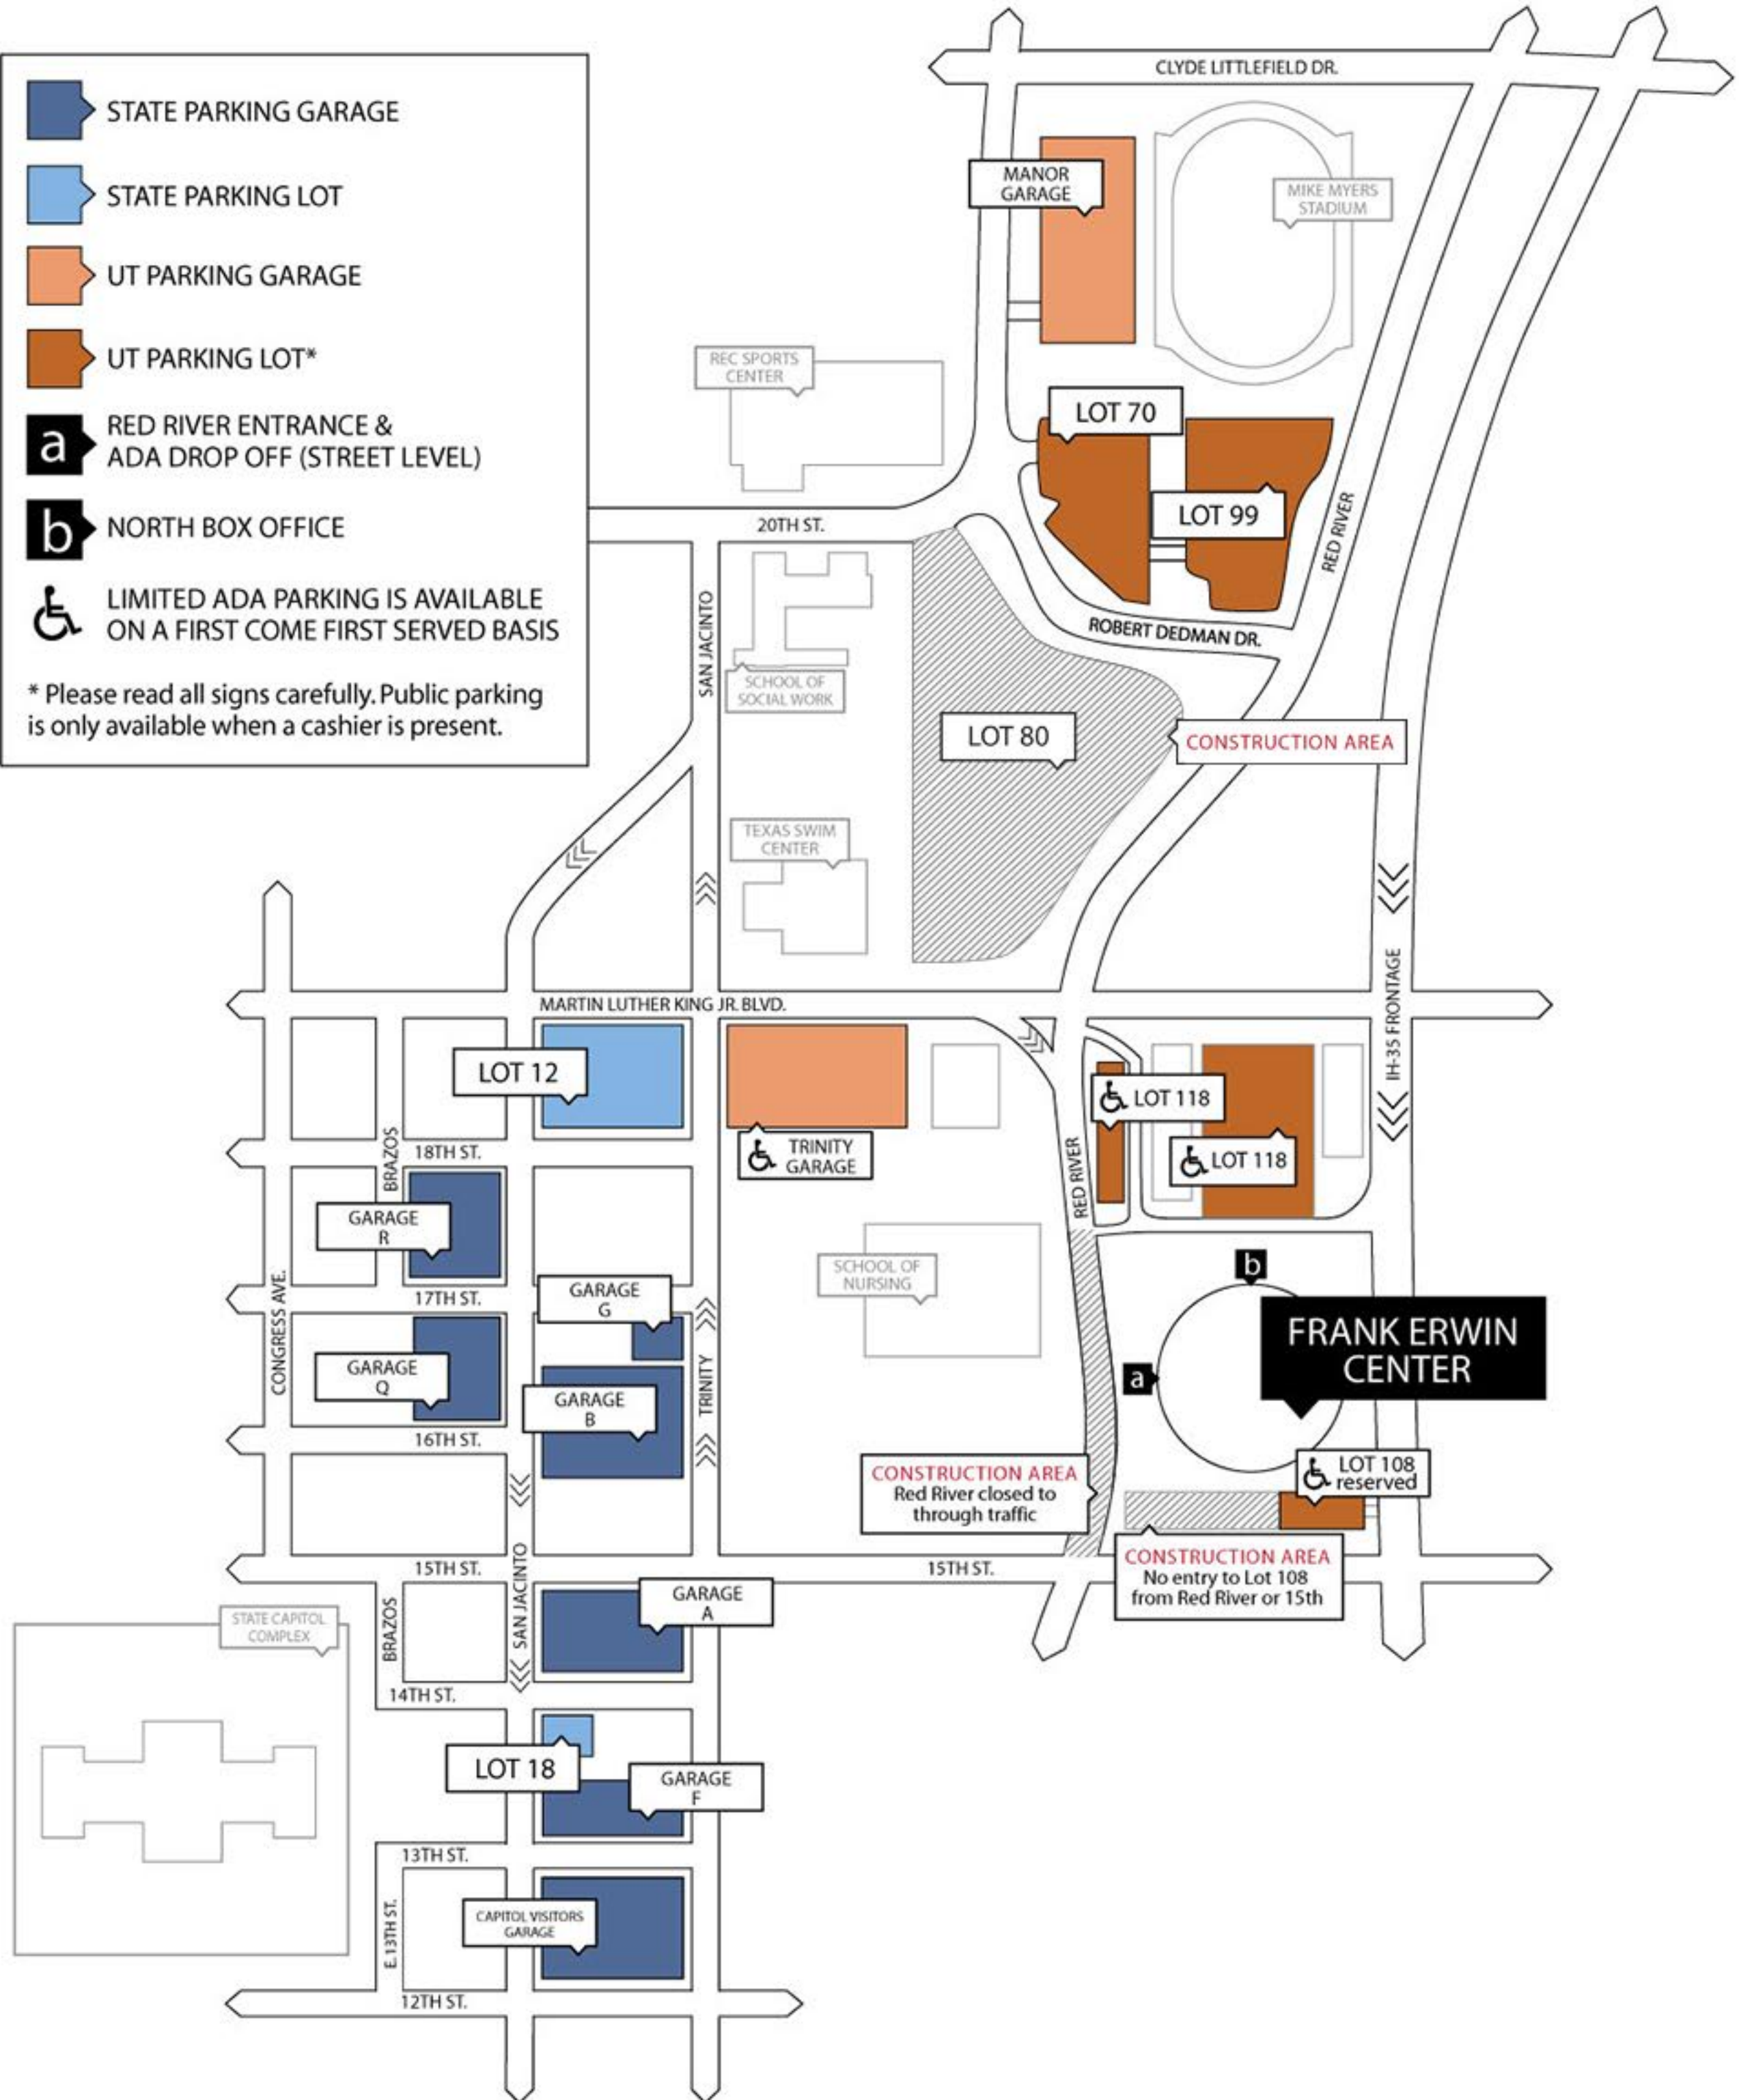 STATE PARKING GARAGE
STATE PARKING LOT
UT PARKING GARAGE
UT PARKING LOT*
a
RED RIVER ENTRANCE &
ADA DROP OFF (STREET LEVEL)
b
NORTH BOX OFFICE
LIMITED ADA PARKING IS AVAILABLE
ON A FIRST COME FIRST SERVED BASIS
* Please read all signs carefully. Public parking
is only available when a cashier is present.
CLYDE LITTLEFIELD DR.
MANOR
GARAGE
MIKE MYERS
STADIUM
REC SPORTS
CENTER
LOT 70
LOT 99
RED RIVER
20TH ST.
SAN JACINTO
SCHOOL OF
SOCIAL WORK
ROBERT DEDMAN DR.
LOT 80
CONSTRUCTION AREA
TEXAS SWIM
CENTER
MARTIN LUTHER KING JR. BLVD.
IH-35 FRONTAGE
LOT 12
LOT 118
LOT 118
TRINITY
GARAGE
BRAZOS
18TH ST.
RED RIVER
GARAGE
R
SCHOOL OF
NURSING
b
GARAGE
G
17TH ST.
CONGRESS AVE.
FRANK ERWIN
CENTER
GARAGE
Q
TRINITY
a
GARAGE
B
16TH ST.
CONSTRUCTION AREA
Red River closed to
through traffic
LOT 108
reserved
15TH ST.
SAN JACINTO
15TH ST.
CONSTRUCTION AREA
No entry to Lot 108
from Red River or 15th
GARAGE
A
STATE CAPITOL
COMPLEX
BRAZOS
14TH ST.
LOT 18
GARAGE
F
13TH ST.
CAPITOL VISITORS
GARAGE
E. 13TH ST.
12TH ST.